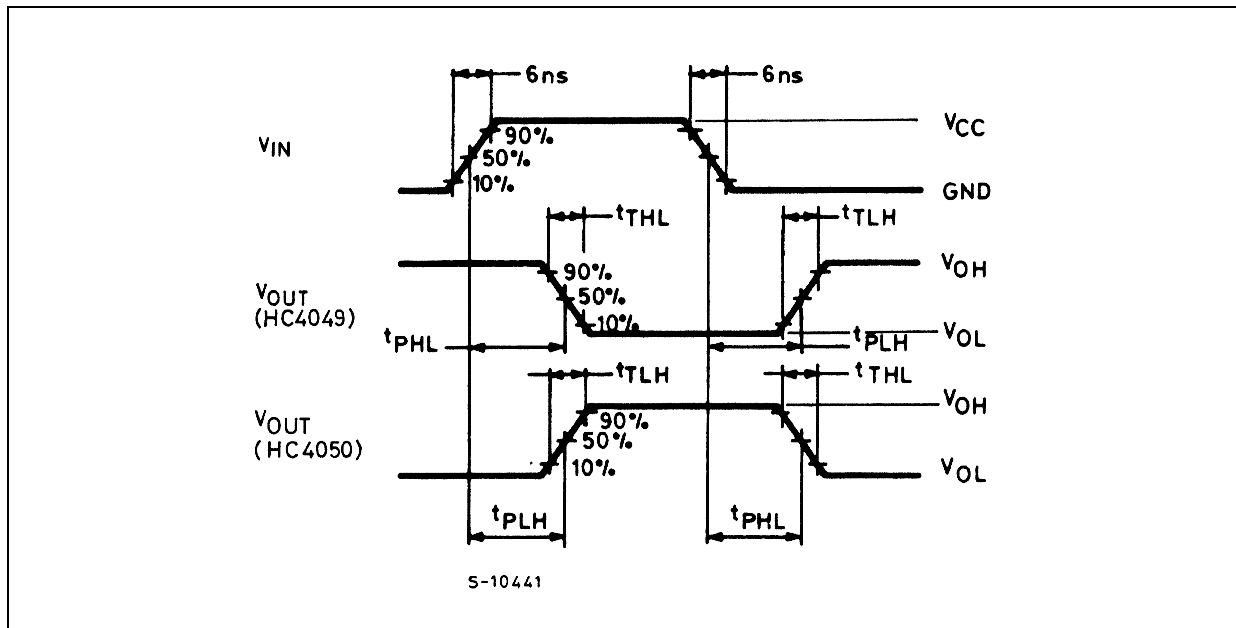 6ns 6ns
VIN 90% VCC
50%
10% GND
tTHL tTLH
90% VOH
VOUT 50%
(HC4049) 10%
tPHL tPLH VOL
tTLH tTHL
VOH
VOUT 90%
(HC4050) 50%
10% VOL
tPLH tPHL
S-10441